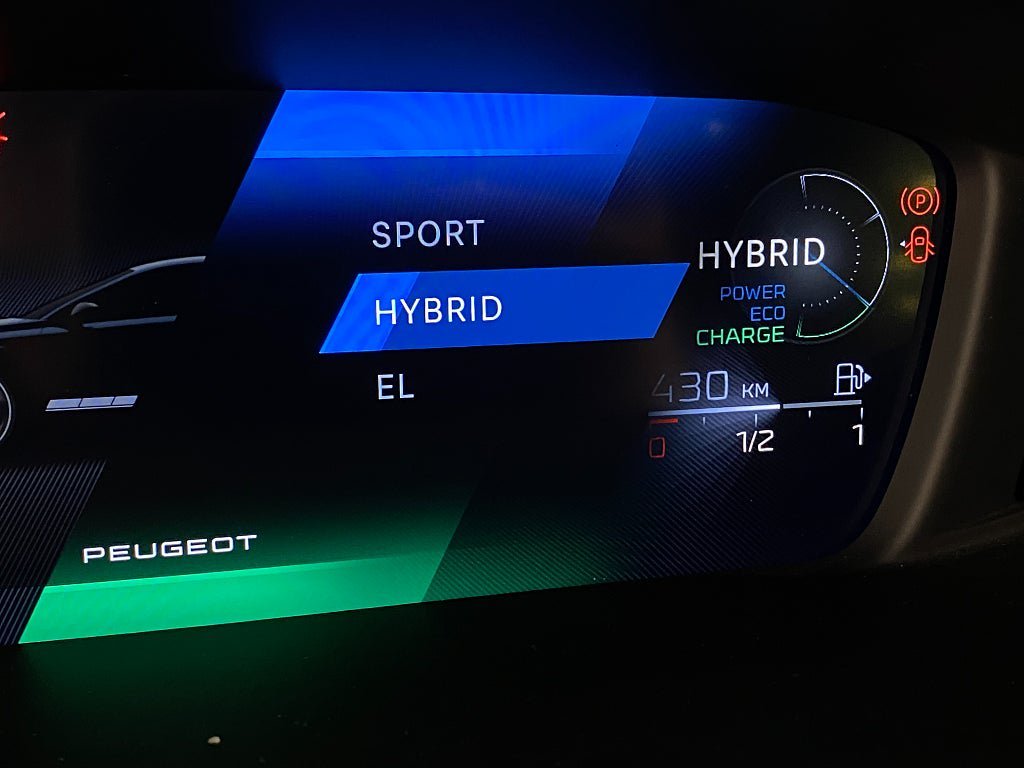 SPORT
HYBRID
EL
HYBRID
POWER
ECO
CHARGE
P
430 KM
0 1/2 1
PEUGEOT